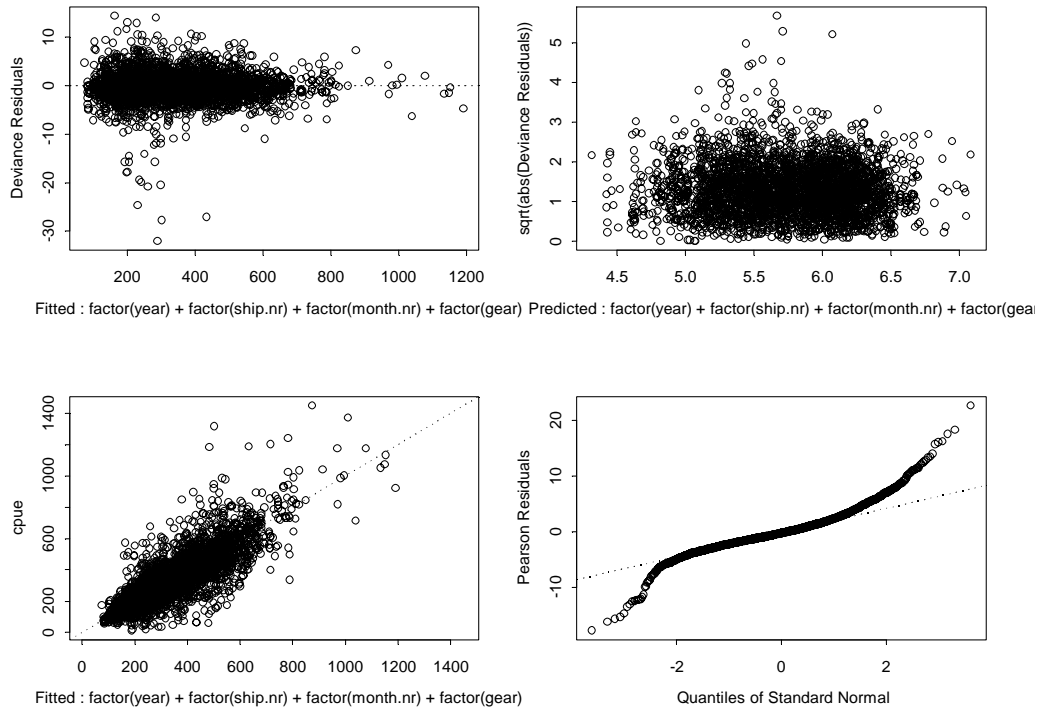 Deviance Residuals
10
0
-10
-20
-30
200 400 600 800 1000 1200
Fitted : factor(year) + factor(ship.nr) + factor(month.nr) + factor(gear)
sqrt(abs(Deviance Residuals))
5
4
3
2
1
0
4.5 5.0 5.5 6.0 6.5 7.0
Predicted : factor(year) + factor(ship.nr) + factor(month.nr) + factor(gea
cpue
1400
1000
600
200
0
0 200 400 600 800 1000 1200 1400
Fitted : factor(year) + factor(ship.nr) + factor(month.nr) + factor(gear)
Pearson Residuals
20
10
0
-10
-2 0 2
Quantiles of Standard Normal